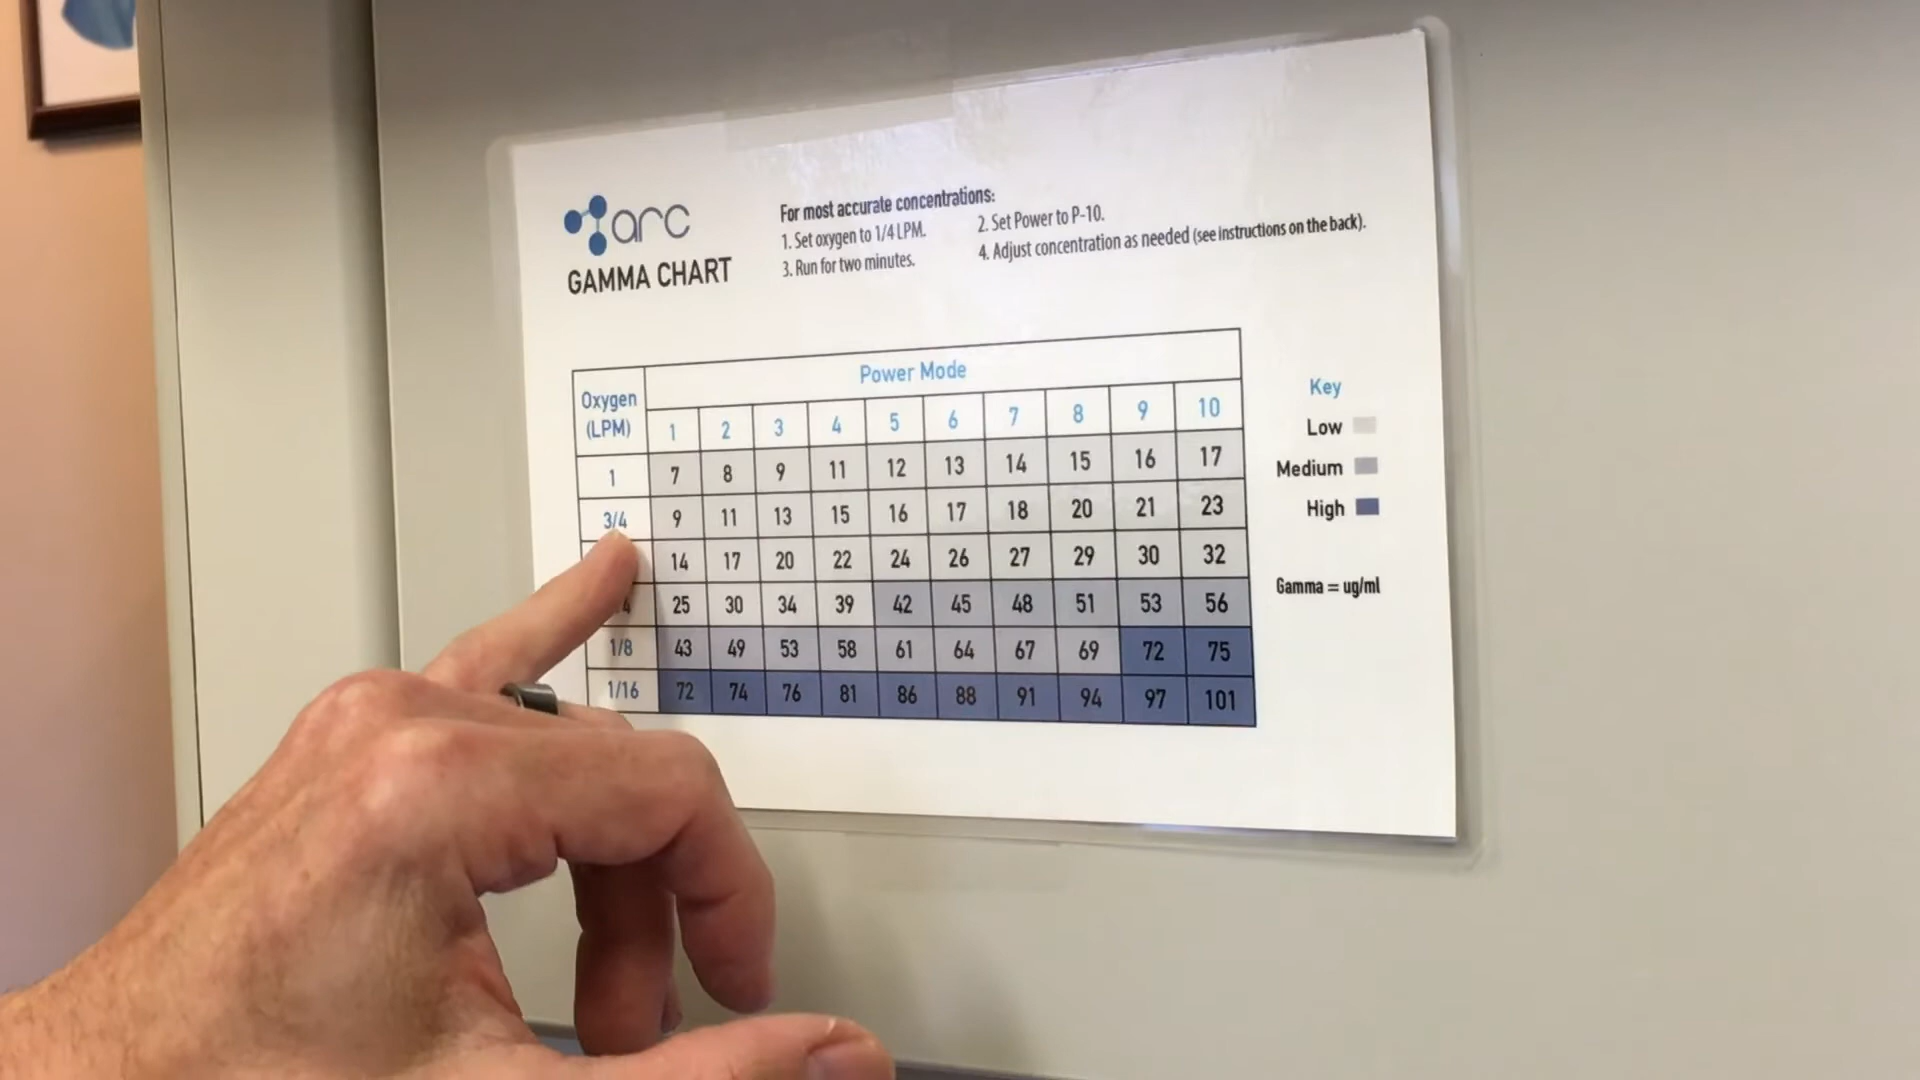 arc
GAMMA CHART
For most accurate concentrations:
1. Set oxygen to 1/4 LPM.
2. Set Power to P-10.
3. Run for two minutes.
4. Adjust concentration as needed (see instructions on the back).
Oxygen (LPM) Power Mode
1 2 3 4 5 6 7 8 9 10
1 7 8 9 11 12 13 14 15 16 17
3/4 9 11 13 15 16 17 18 20 21 23
14 17 20 22 24 26 27 29 30 32
4 25 30 34 39 42 45 48 51 53 56
1/8 43 49 53 58 61 64 67 69 72 75
1/16 72 74 76 81 86 88 91 94 97 101
Key
Low
Medium
High
Gamma = ug/ml